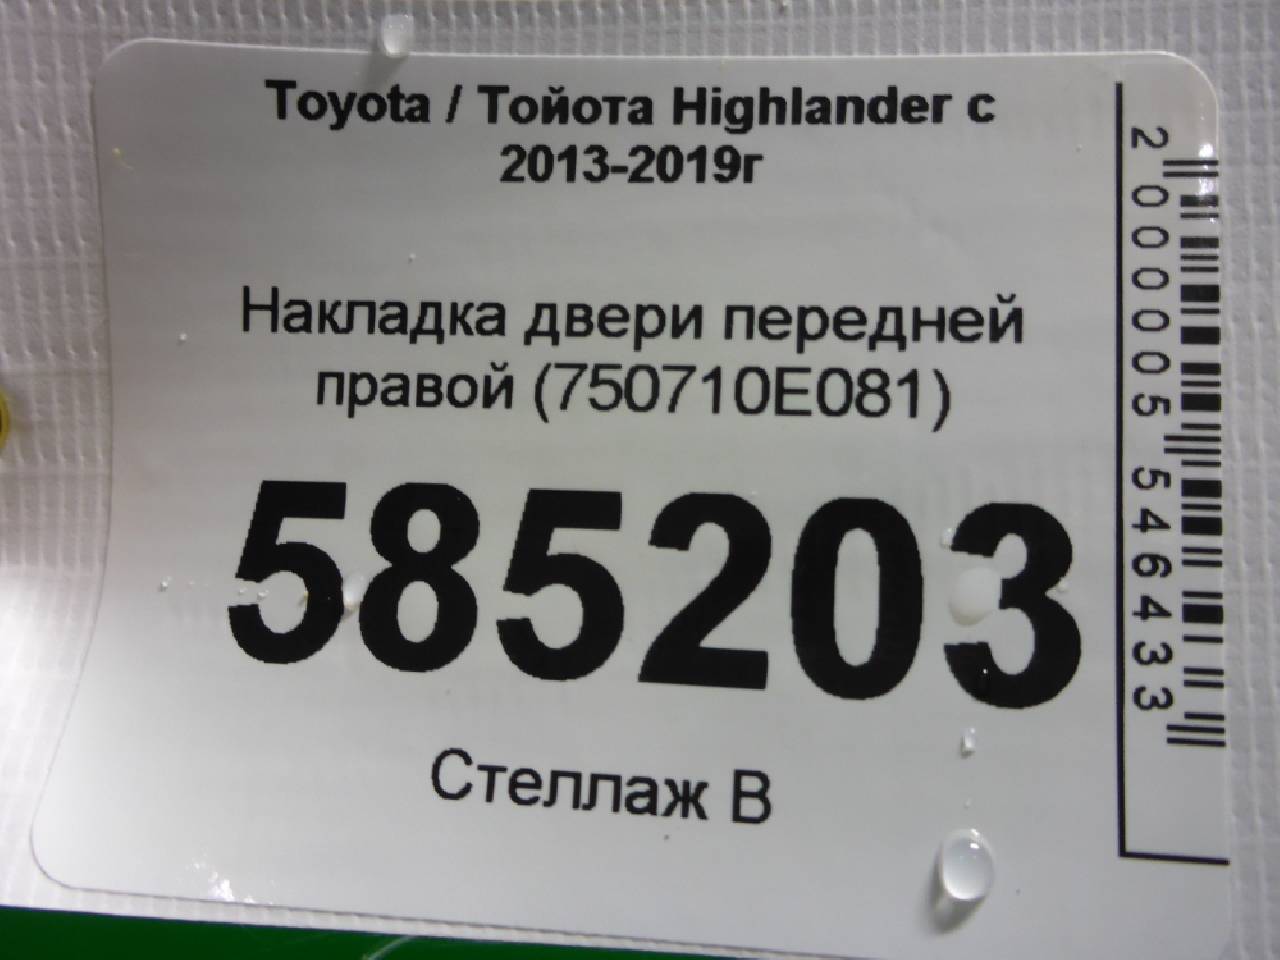 Toyota / Тойота Highlander с
2013-2019г
Накладка двери передней
правой (750710E081)
585203
Стеллаж В
2000005546433